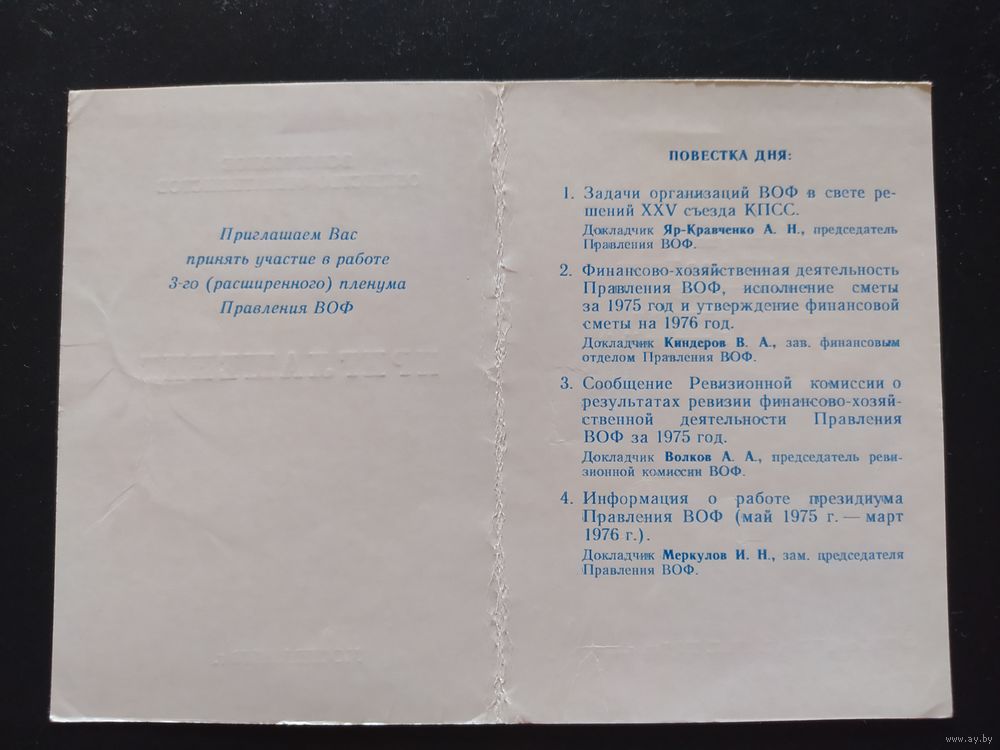 Приглашаем Вас
принять участие в работе
3-го (расширенного) пленума
Правления ВОФ
ПОВЕСТКА ДНЯ:
1. Задачи организаций ВОФ в свете ре-
шений XXV съезда КПСС.
Докладчик Яр-Кравченко А. Н., председатель
Правления ВОФ.
2. Финансово-хозяйственная деятельность
Правления ВОФ, исполнение сметы
за 1975 год и утверждение финансовой
сметы на 1976 год.
Докладчик Киндеров В. А., зав. финансовым
отделом Правления ВОФ.
3. Сообщение Ревизионной комиссии о
результатах ревизии финансово-хозяй-
ственной деятельности Правления
ВОФ за 1975 год.
Докладчик Волков А. А., председатель реви-
зионной комиссии ВОФ.
4. Информация о работе президиума
Правления ВОФ (май 1975 г. — март
1976 г.).
Докладчик Меркулов И. Н., зам. председателя
Правления ВОФ.
www.ay.by